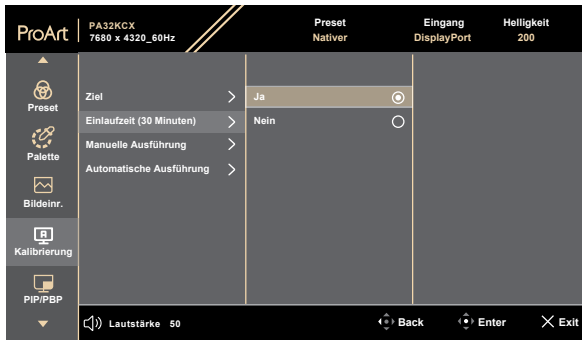 ProArt
PA32KCX
7680 x 4320_60Hz
Preset
Nativer
Eingang
DisplayPort
Helligkeit
200
Preset
Palette
Bildeinr.
Kalibrierung
PIP/PBP
Ziel
Einlaufzeit (30 Minuten)
Manuelle Ausführung
Automatische Ausführung
Ja
Nein
Lautstärke 50
Back
Enter
Exit